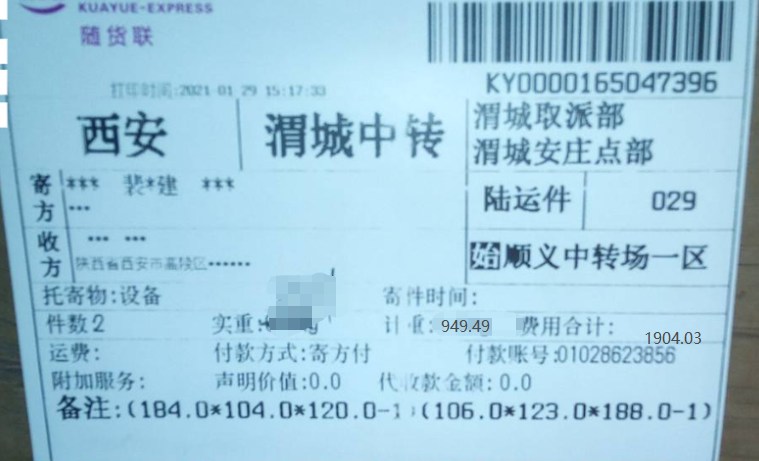 KUAYUE-EXPRESS
随货联
KY0000165047396
打印时间:2021-01-29 15:17:33
西安 渭城中转
渭城取派部
渭城安庄点部
寄方 *** 裴*建 ***
***
陆运件 029
收方 *** ***
陕西省西安市高陵区******
始 顺义中转场一区
托寄物:设备 寄件时间:
件数2 实重: 计重: 949.49 费用合计: 1904.03
运费: 付款方式:寄方付 付款账号:01028623856
附加服务: 声明价值:0.0 代收款金额:0.0
备注:(184.0*104.0*120.0-1)(106.0*123.0*188.0-1)